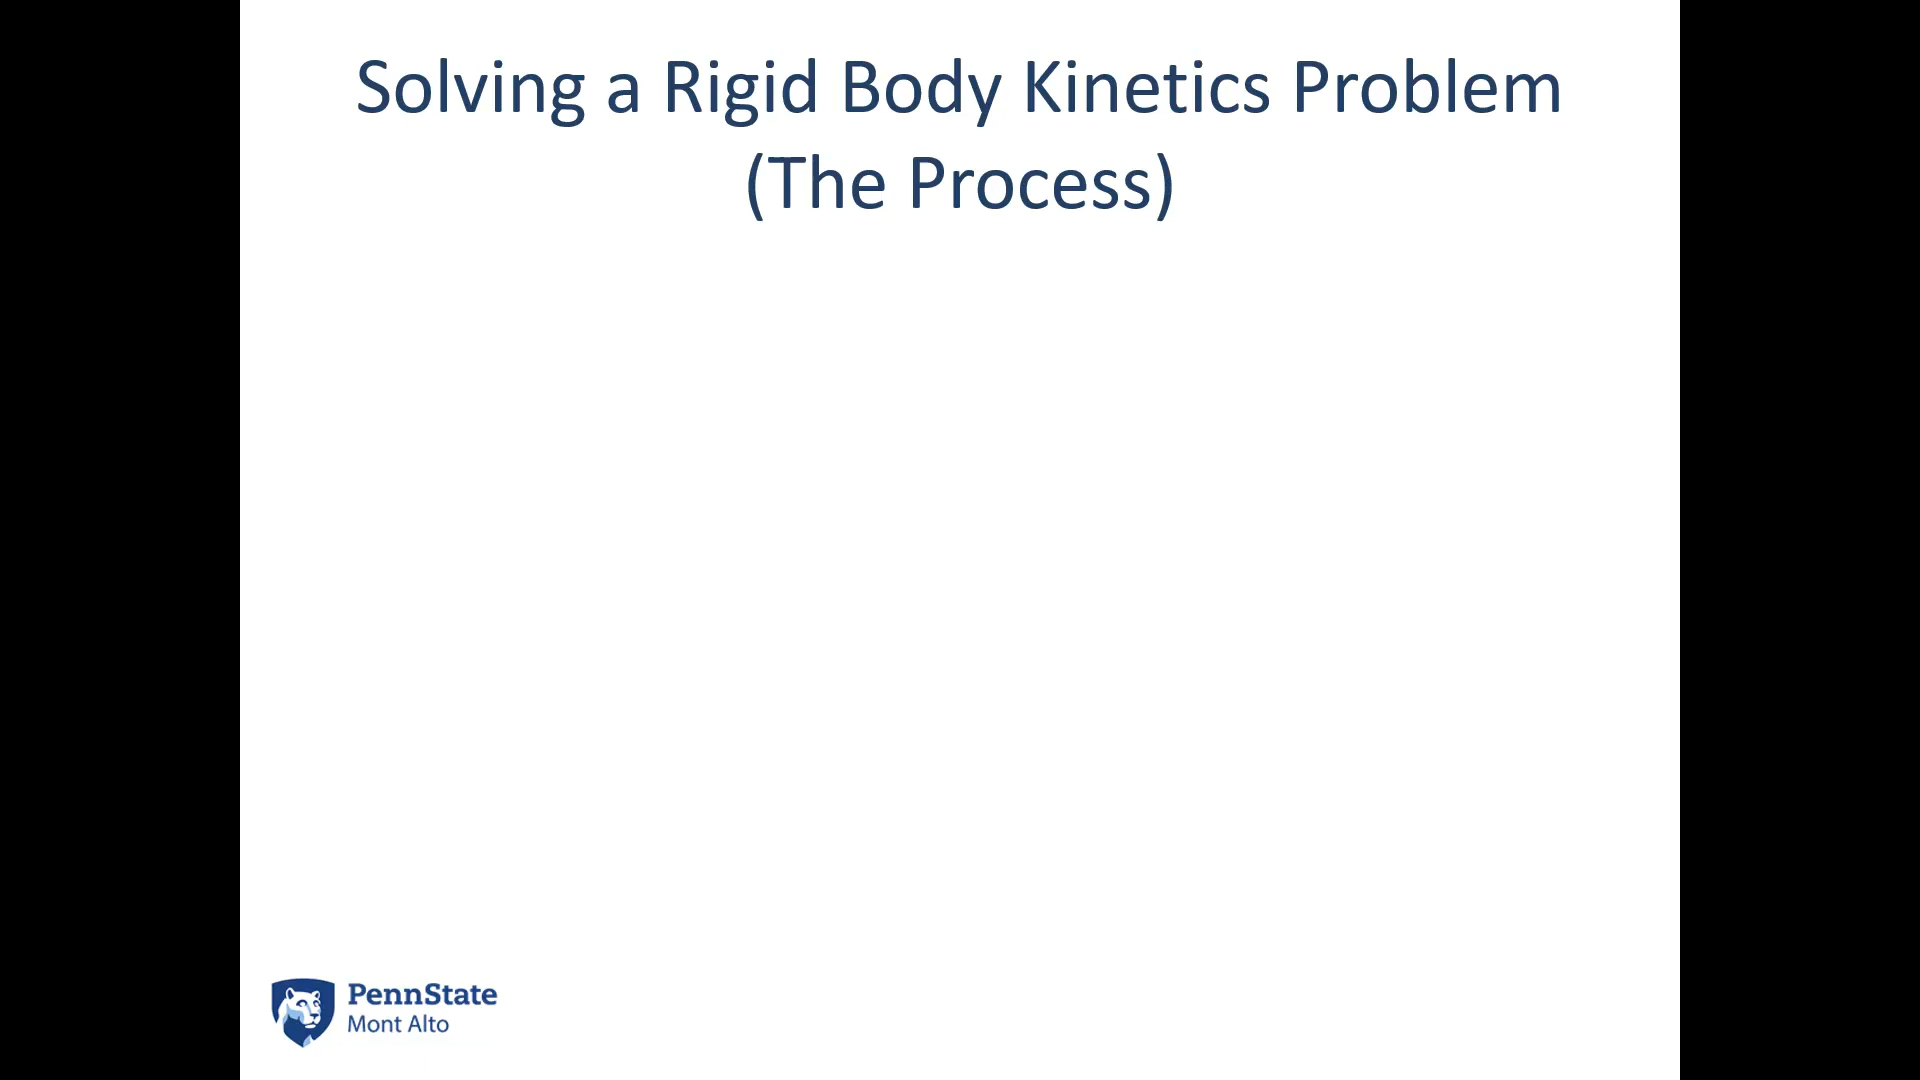 Solving a Rigid Body Kinetics Problem
(The Process)
PennState
Mont Alto